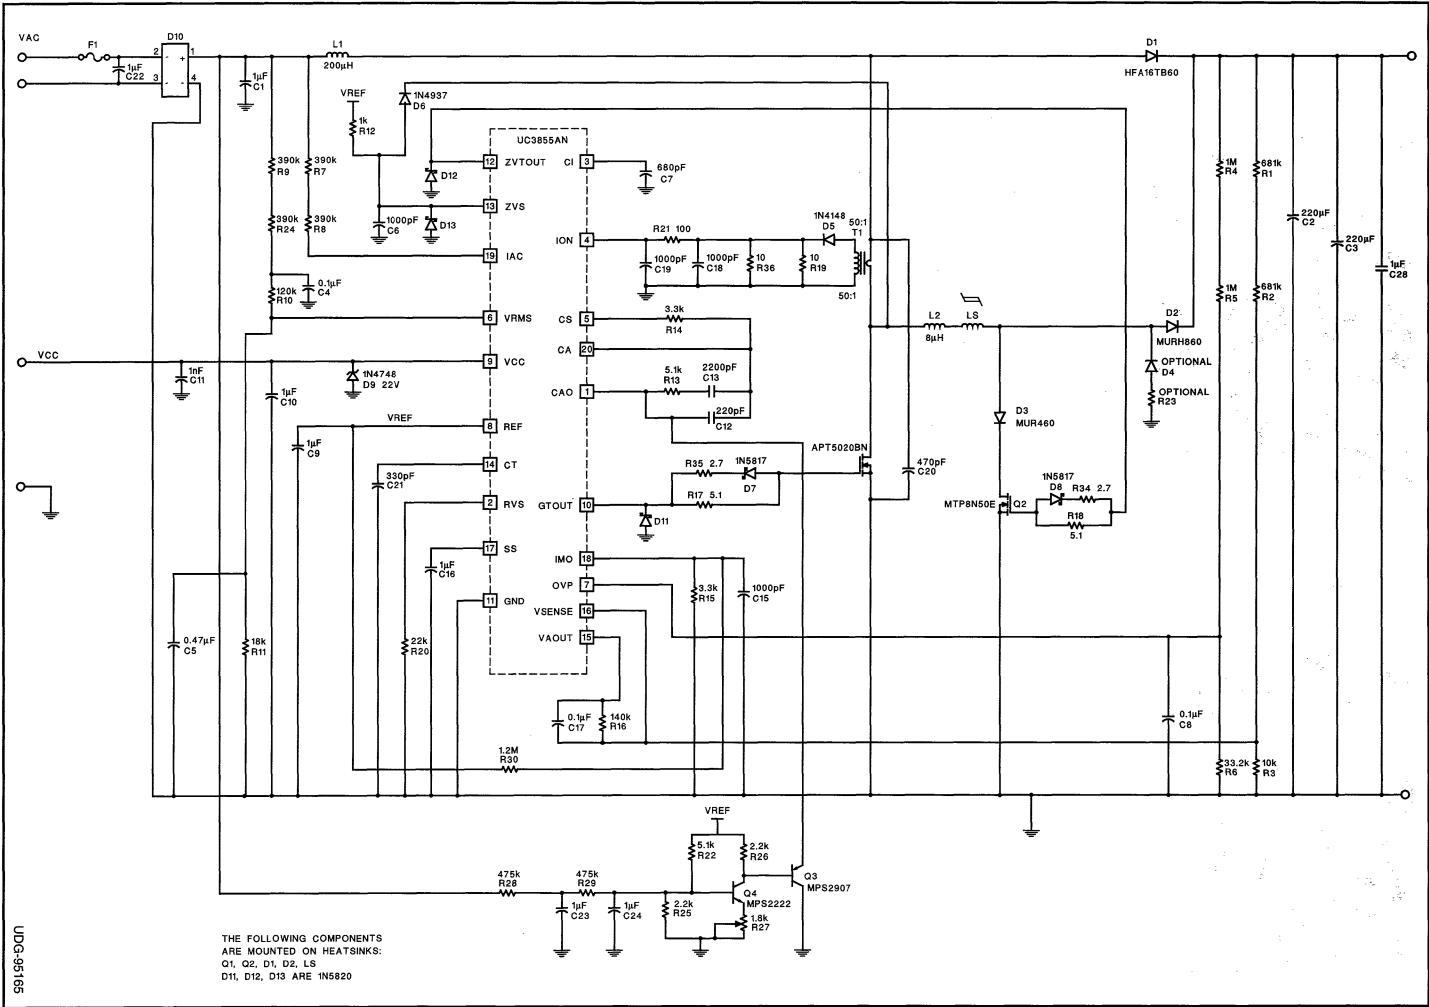 VAC
F1
D10
2
1
3
4
1µF
C22
1µF
C1
L1
200µH
D1
HFA16TB60
VREF
1k
R12
1N4937
D6
UC3855AN
390k
R9
390k
R7
390k
R24
390k
R8
120k
R10
0.1µF
C4
12 ZVTOUT
D12
13 ZVS
1000pF
C6
D13
19 IAC
6 VRMS
9 VCC
8 REF
14 CT
2 RVS
17 SS
11 GND
CI 3
680pF
C7
ION 4
CS 5
CA 20
CAO 1
GTOUT 10
IMO 18
OVP 7
VSENSE 16
VAOUT 15
R21 100
1000pF
C19
1000pF
C18
10
R36
10
R19
1N4148
D5
50:1
T1
50:1
3.3k
R14
5.1k
R13
2200pF
C13
220pF
C12
L2
8µH
LS
D2
MURH860
OPTIONAL
D4
OPTIONAL
R23
1M
R4
681k
R1
1M
R5
681k
R2
220µF
C2
220µF
C3
1µF
C28
VCC
1nF
C11
1µF
C10
1N4748
D9 22V
VREF
1µF
C9
330pF
C21
1µF
C16
22k
R20
R35 2.7
1N5817
D7
R17 5.1
D11
APT5020BN
470pF
C20
D3
MUR460
MTP8N50E
Q2
1N5817
D8
R34 2.7
R18
5.1
0.47µF
C5
18k
R11
3.3k
R15
1000pF
C15
0.1µF
C17
140k
R16
1.2M
R30
0.1µF
C8
33.2k
R6
10k
R3
VREF
5.1k
R22
2.2k
R26
475k
R28
475k
R29
1µF
C23
1µF
C24
2.2k
R25
Q4
MPS2222
1.8k
R27
Q3
MPS2907
THE FOLLOWING COMPONENTS
ARE MOUNTED ON HEATSINKS:
Q1, Q2, D1, D2, LS
D11, D12, D13 ARE 1N5820
UDG-95165